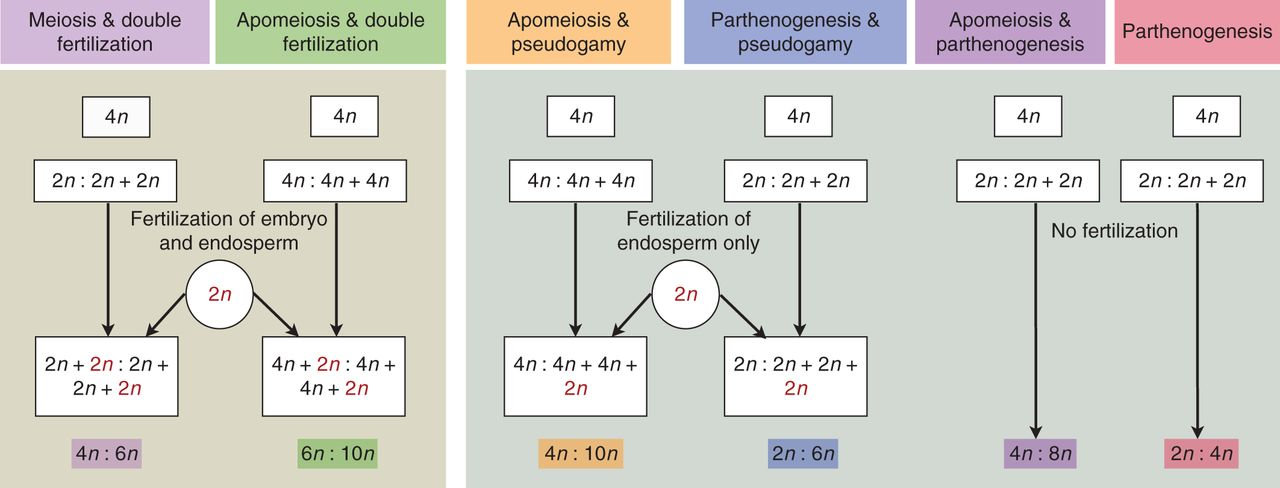 Meiosis & double
fertilization
Apomeiosis & double
fertilization
Apomeiosis &
pseudogamy
Parthenogenesis &
pseudogamy
Apomeiosis &
parthenogenesis
Parthenogenesis
4n
4n
4n
4n
4n
4n
2n : 2n + 2n
4n : 4n + 4n
4n : 4n + 4n
2n : 2n + 2n
2n : 2n + 2n
2n : 2n + 2n
Fertilization of embryo
and endosperm
Fertilization of
endosperm only
No fertilization
2n
2n
2n + 2n : 2n +
2n + 2n
4n + 2n : 4n +
4n + 2n
4n : 4n + 4n +
2n
2n : 2n + 2n +
2n
4n : 6n
6n : 10n
4n : 10n
2n : 6n
4n : 8n
2n : 4n